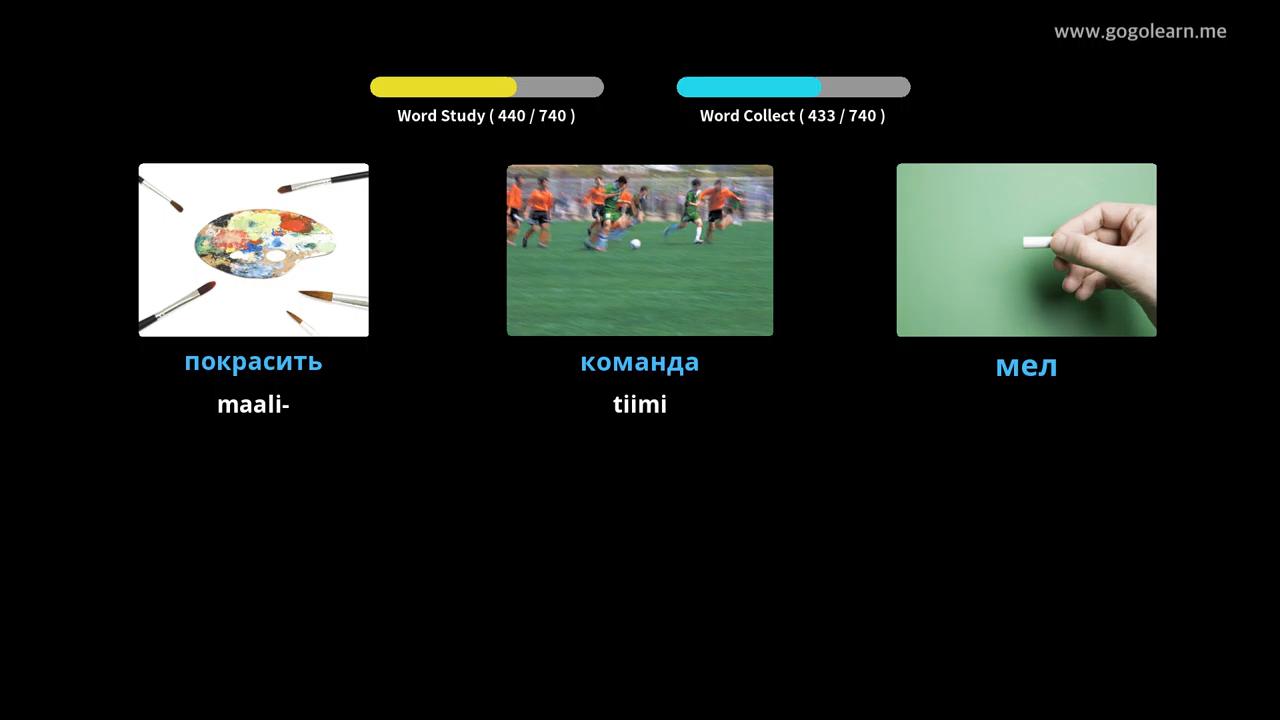 www.gogolearn.me
Word Study ( 440 / 740 )
Word Collect ( 433 / 740 )
покрасить
команда
мел
maali-
tiimi